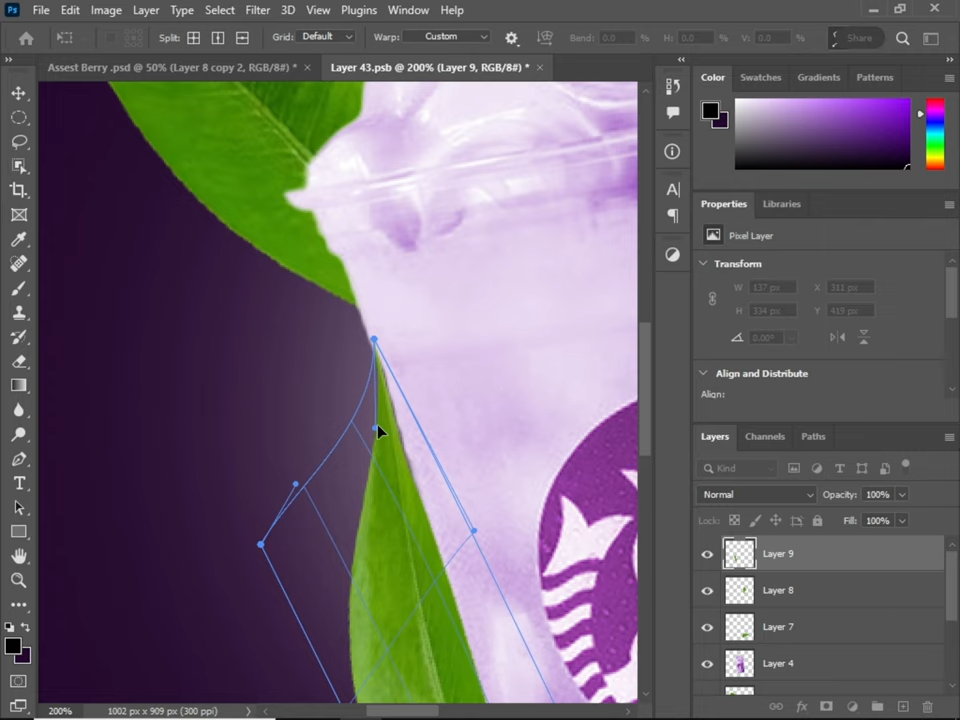 Ps File Edit Image Layer Type Select Filter 3D View Plugins Window Help
Split: Grid: Default Warp: Custom Bend: 0.0 % H: 0.0 % V: 0.0 % Share
Assest Berry .psd @ 50% (Layer 8 copy 2, RGB/8#) * × Layer 43.psb @ 200% (Layer 9, RGB/8#) * ×
Color Swatches Gradients Patterns
Properties Libraries
Pixel Layer
Transform
W 137 px X 311 px
H 334 px Y 419 px
0.00°
Align and Distribute
Align:
Layers Channels Paths
Kind
Normal Opacity: 100%
Lock: Fill: 100%
Layer 9
Layer 8
Layer 7
Layer 4
200% 1002 px x 909 px (300 ppi)